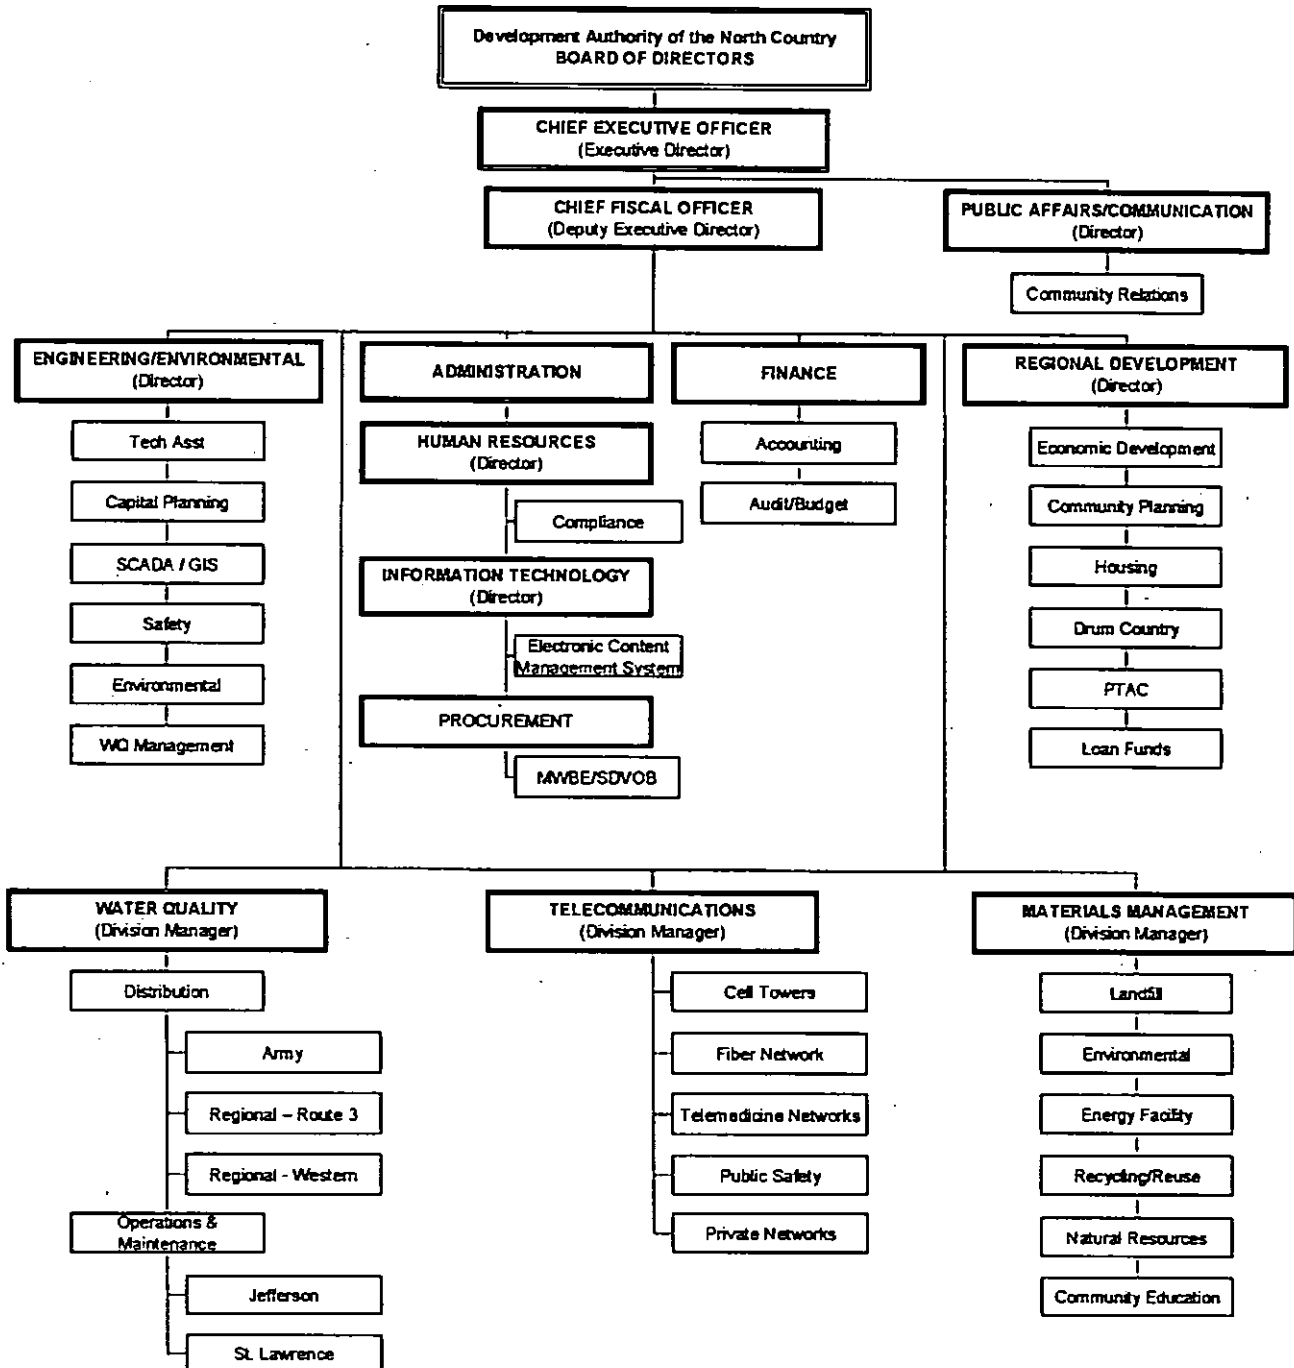 Development Authority of the North Country
BOARD OF DIRECTORS
CHIEF EXECUTIVE OFFICER
(Executive Director)
CHIEF FISCAL OFFICER
(Deputy Executive Director)
PUBLIC AFFAIRS/COMMUNICATION
(Director)
Community Relations
ENGINEERING/ENVIRONMENTAL
(Director)
Tech Asst
Capital Planning
SCADA / GIS
Safety
Environmental
WQ Management
ADMINISTRATION
HUMAN RESOURCES
(Director)
Compliance
INFORMATION TECHNOLOGY
(Director)
Electronic Content
Management System
PROCUREMENT
MWBE/SDVOB
FINANCE
Accounting
Audit/Budget
REGIONAL DEVELOPMENT
(Director)
Economic Development
Community Planning
Housing
Drum Country
PTAC
Loan Funds
WATER QUALITY
(Division Manager)
Distribution
Army
Regional – Route 3
Regional - Western
Operations &
Maintenance
Jefferson
St. Lawrence
TELECOMMUNICATIONS
(Division Manager)
Cell Towers
Fiber Network
Telemedicine Networks
Public Safety
Private Networks
MATERIALS MANAGEMENT
(Division Manager)
Landfill
Environmental
Energy Facility
Recycling/Reuse
Natural Resources
Community Education